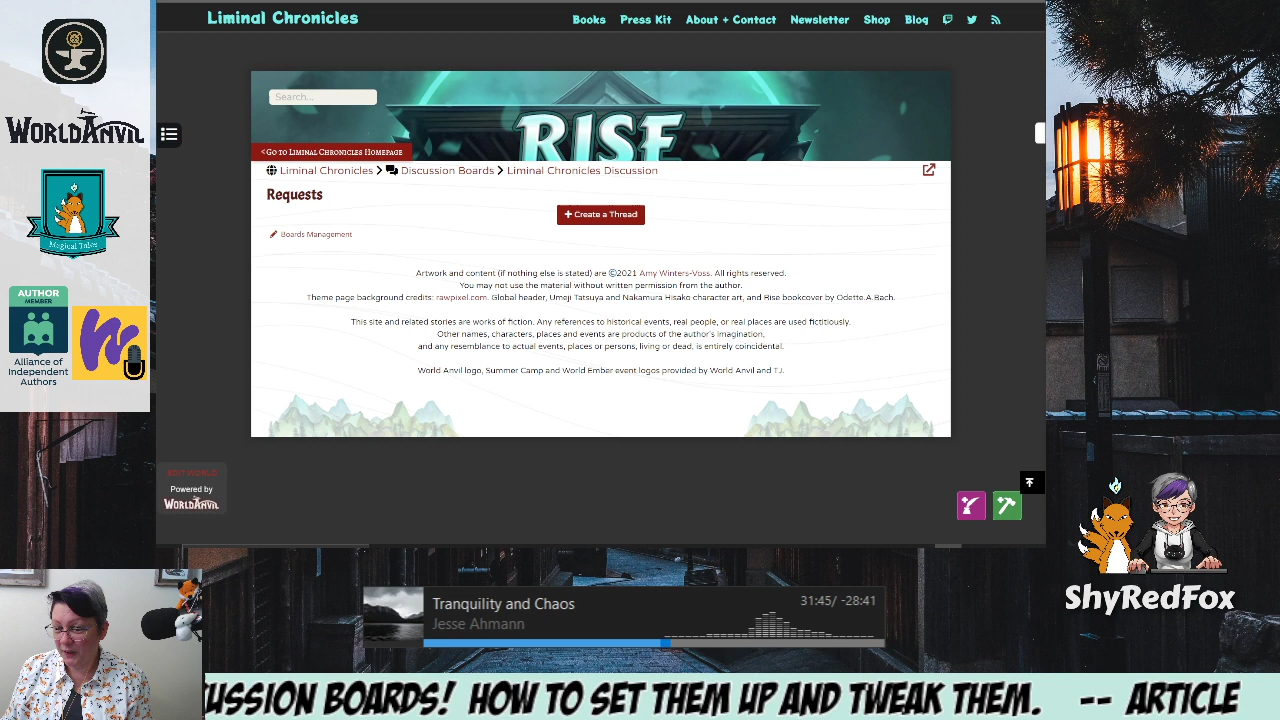 Liminal Chronicles
Books Press Kit About + Contact Newsletter Shop Blog
WORLDANVIL
Magical Tales
AUTHOR
MEMBER
Alliance of
Independent
Authors
Search...
RISE
<Go to Liminal Chronicles Homepage
Liminal Chronicles > Discussion Boards > Liminal Chronicles Discussion
Requests
+ Create a Thread
Boards Management
Artwork and content (if nothing else is stated) are ©2021 Amy Winters-Voss. All rights reserved.
You may not use the material without written permission from the author.
Theme page background credits: rawpixel.com. Global header, Umeji Tatsuya and Nakamura Hisako character art, and Rise bookcover by Odette.A.Bach.
This site and related stories are works of fiction. Any references to historical events, real people, or real places are used fictitiously.
Other names, characters, places and events are products of the author's imagination,
and any resemblance to actual events, places or persons, living or dead, is entirely coincidental.
World Anvil logo, Summer Camp and World Ember event logos provided by World Anvil and TJ.
EDIT WORLD
Powered by
WORLDANVIL
Tranquility and Chaos
Jesse Ahmann
31:45/ -28:41
ShyRedFox
CUSSION BOARDS! HOW TO SET THEM UP AND TWEAK THEM. -- ARTICLE